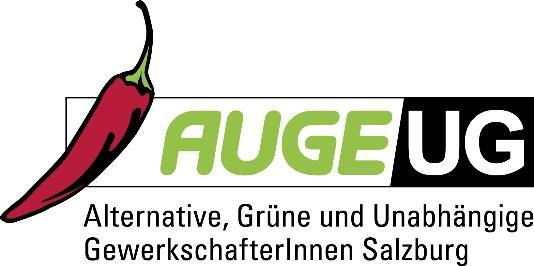 AUGE UG
Alternative, Grüne und Unabhängige
GewerkschafterInnen Salzburg